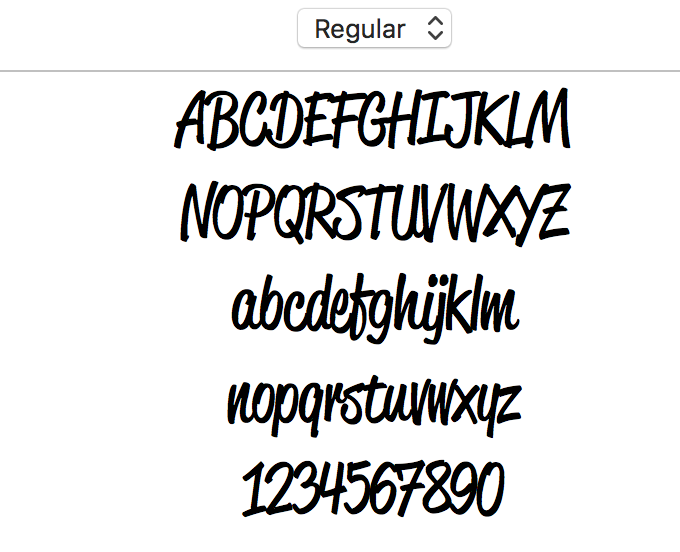 Regular
ABCDEFGHIJKLM
NOPQRSTUVWXYZ
abcdefghijklm
nopqrstuvwxyz
1234567890